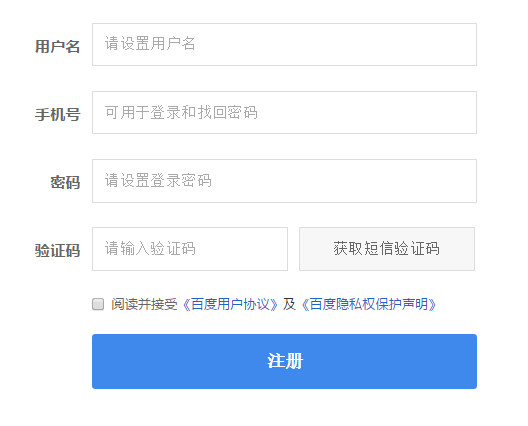 用户名 请设置用户名
手机号 可用于登录和找回密码
密码 请设置登录密码
验证码 请输入验证码 获取短信验证码
阅读并接受《百度用户协议》及《百度隐私权保护声明》
注册